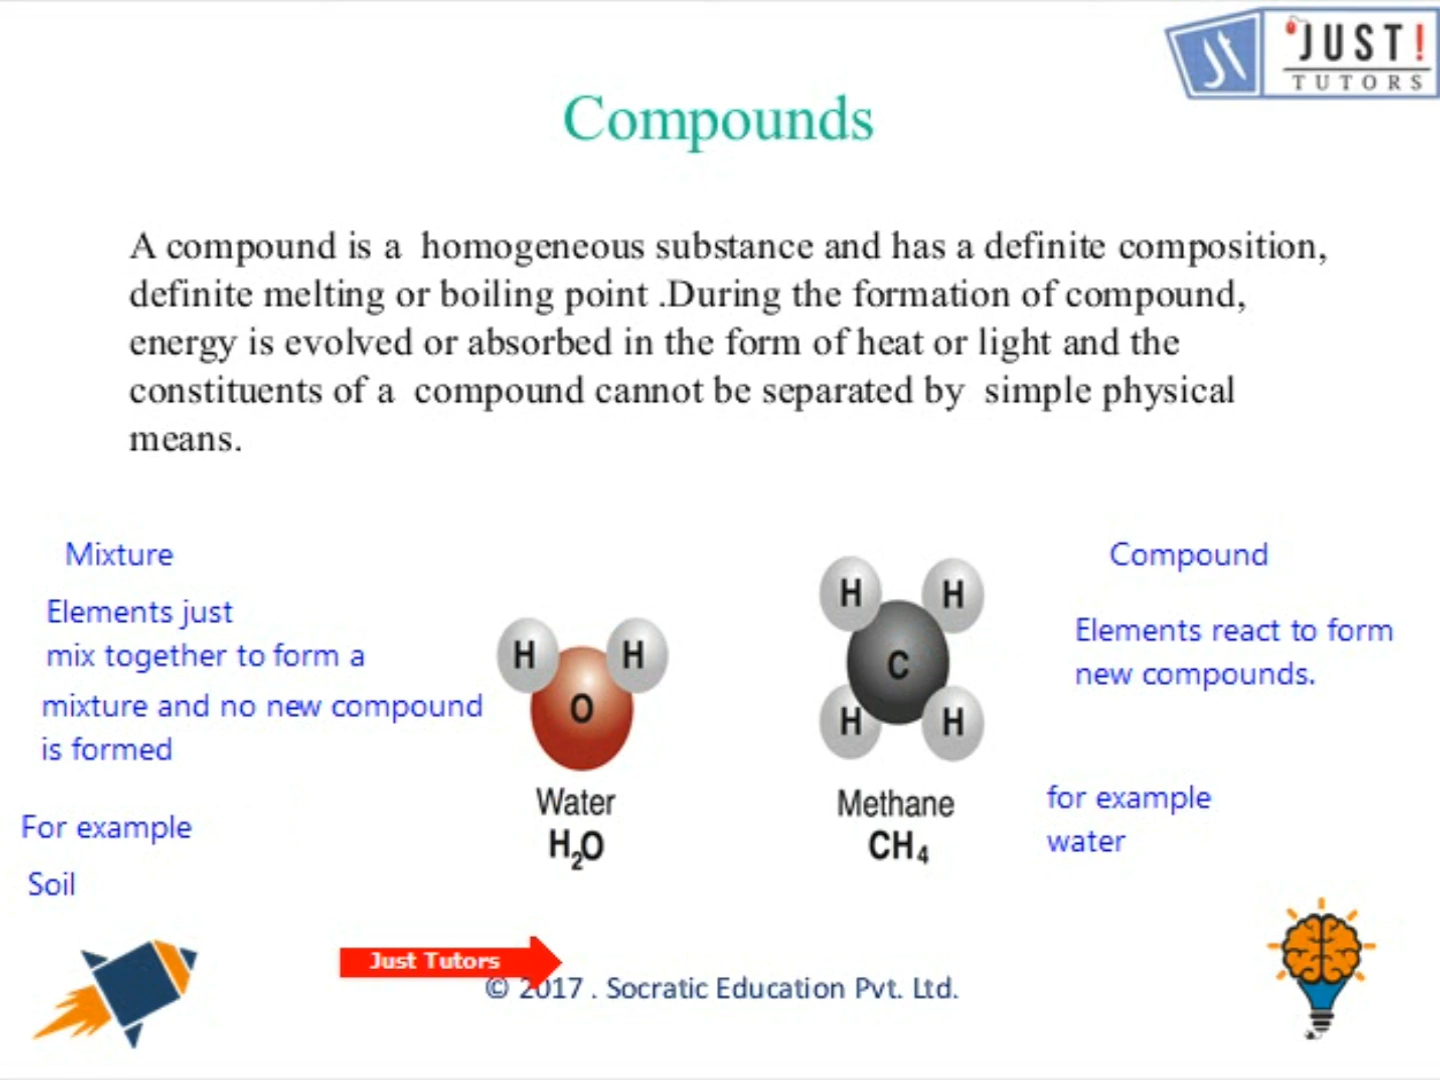 JUST!
TUTORS
Compounds
A compound is a homogeneous substance and has a definite composition,
definite melting or boiling point .During the formation of compound,
energy is evolved or absorbed in the form of heat or light and the
constituents of a compound cannot be separated by simple physical
means.
Mixture
Elements just
mix together to form a
mixture and no new compound
is formed
For example
Soil
H H
O
Water
H₂O
H H
C
H H
Methane
CH₄
Compound
Elements react to form
new compounds.
for example
water
Just Tutors
© 2017 . Socratic Education Pvt. Ltd.